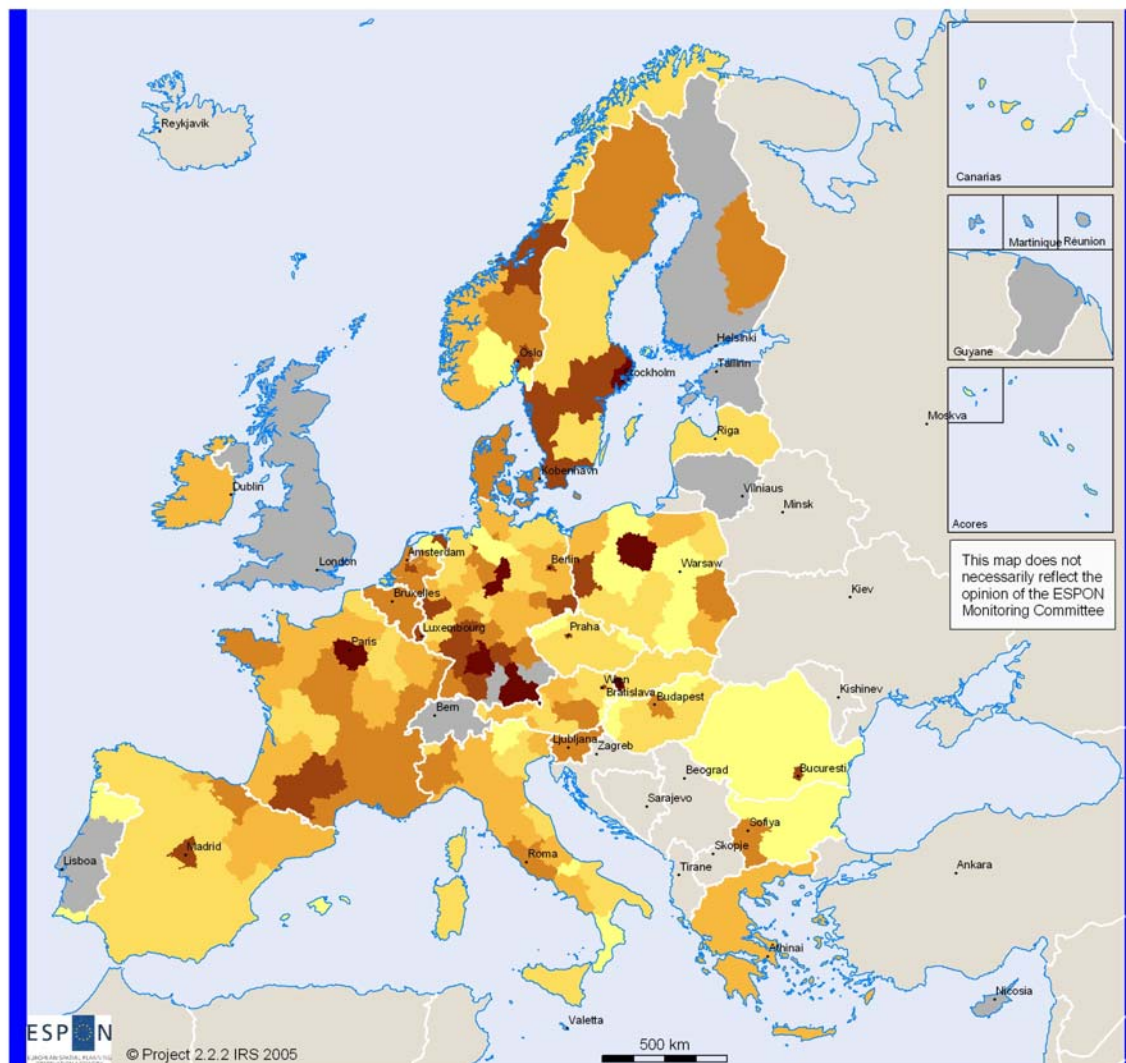 Reykjavík
Canarias
Martinique
Réunion
Guyane
Helsinki
Oslo
Tallinn
Stockholm
Moskva
Riga
Acores
København
Dublin
Vilniaus
Minsk
This map does not
necessarily reflect the
opinion of the ESPON
Monitoring Committee
London
Amsterdam
Berlin
Warsaw
Bruxelles
Kiev
Luxembourg
Praha
Paris
Wien
Bratislava
Budapest
Kishinev
Bern
Ljubljana
Zagreb
Bucuresti
Beograd
Sarajevo
Sofiya
Madrid
Roma
Skopje
Lisboa
Tirane
Ankara
Athinai
Nicosia
Valetta
ESPON
© Project 2.2.2 IRS 2005
500 km